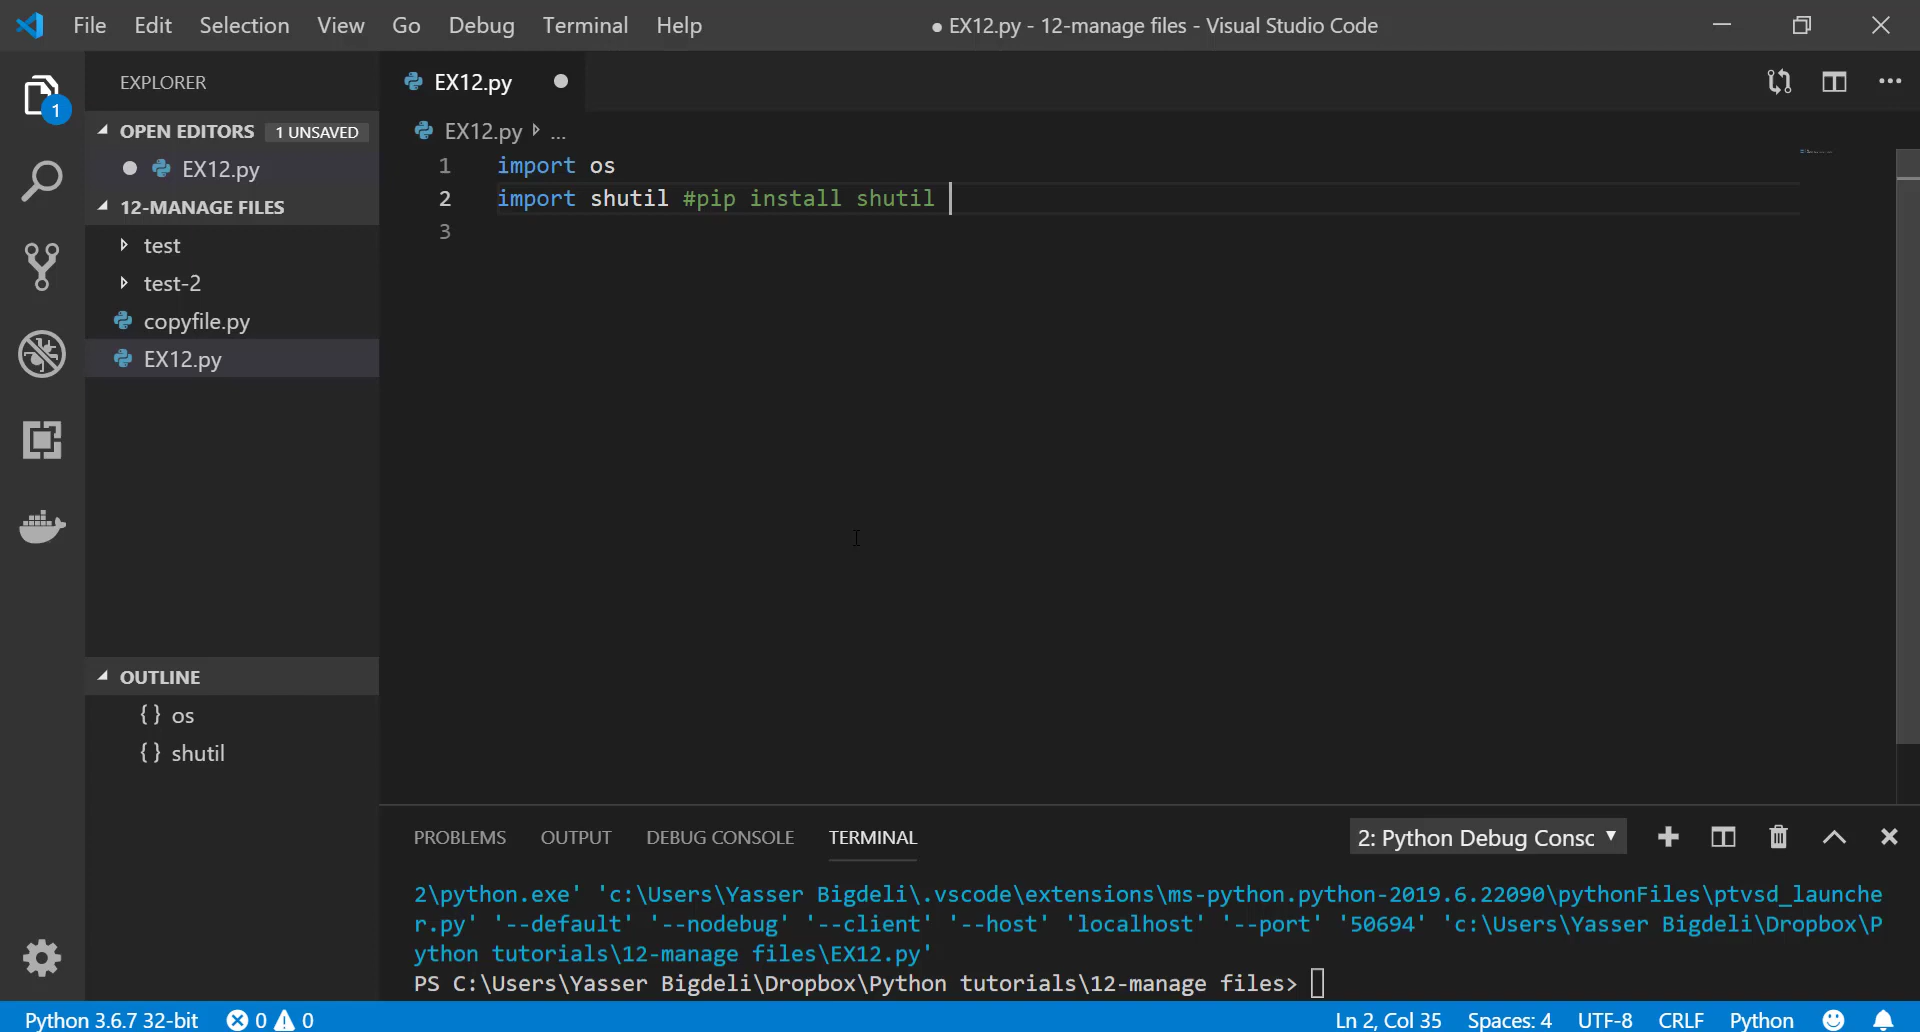 File Edit Selection View Go Debug Terminal Help
● EX12.py - 12-manage files - Visual Studio Code
1
EXPLORER
OPEN EDITORS 1 UNSAVED
EX12.py
12-MANAGE FILES
test
test-2
copyfile.py
EX12.py
OUTLINE
{} os
{} shutil
EX12.py
EX12.py ...
1 import os
2 import shutil #pip install shutil
3
PROBLEMS OUTPUT DEBUG CONSOLE TERMINAL
2: Python Debug Consc
2\python.exe' 'c:\Users\Yasser Bigdeli\.vscode\extensions\ms-python.python-2019.6.22090\pythonFiles\ptvsd_launche
r.py' '--default' '--nodebug' '--client' '--host' 'localhost' '--port' '50694' 'c:\Users\Yasser Bigdeli\Dropbox\P
ython tutorials\12-manage files\EX12.py'
PS C:\Users\Yasser Bigdeli\Dropbox\Python tutorials\12-manage files>
Python 3.6.7 32-bit 0 0 Ln 2, Col 35 Spaces: 4 UTF-8 CRLF Python